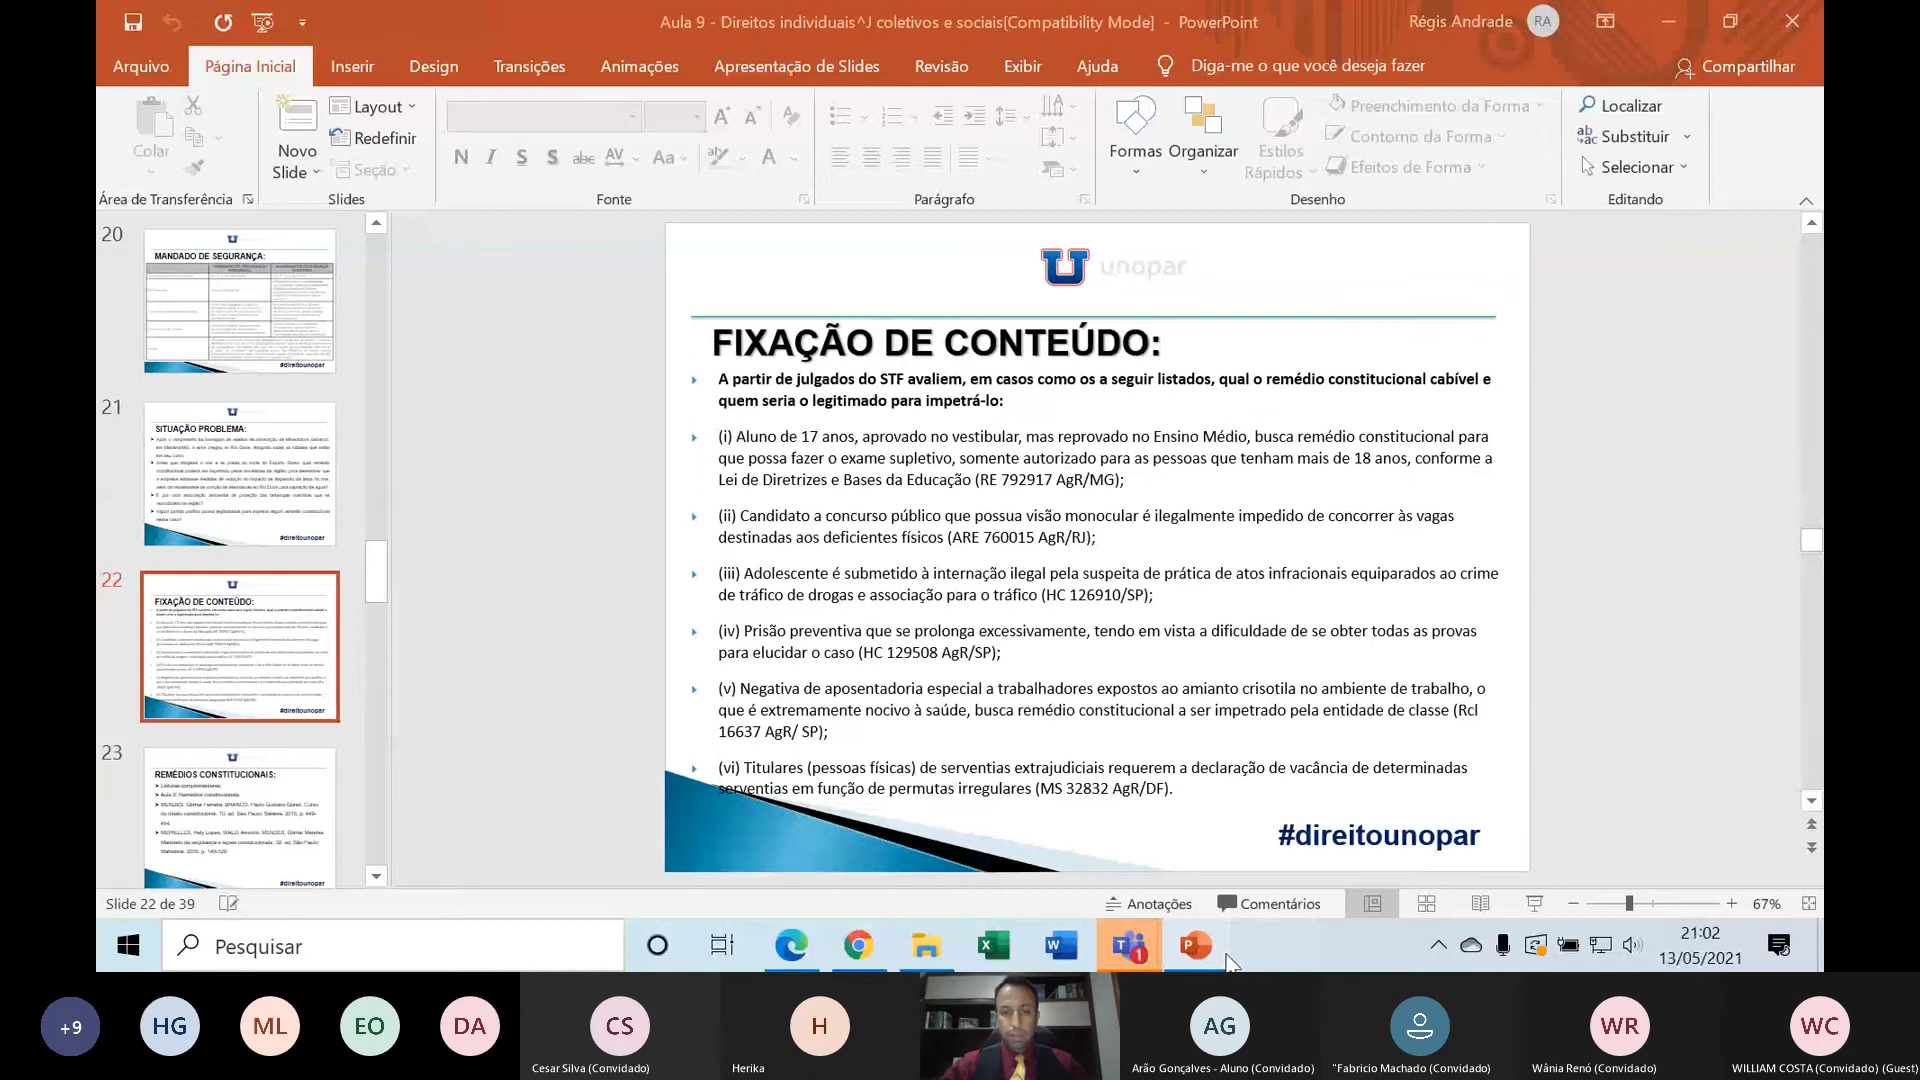 Aula 9 - Direitos individuais^J coletivos e sociais[Compatibility Mode] - PowerPoint
Régis Andrade
RA
Arquivo
Página Inicial
Inserir
Design
Transições
Animações
Apresentação de Slides
Revisão
Exibir
Ajuda
Diga-me o que você deseja fazer
Compartilhar
Colar
Novo
Slide
Layout
Redefinir
Seção
N I S S abc AV Aa A
Formas
Organizar
Estilos
Rápidos
Preenchimento da Forma
Contorno da Forma
Efeitos de Forma
Localizar
Substituir
Selecionar
Área de Transferência
Slides
Fonte
Parágrafo
Desenho
Editando
20
MANDADO DE SEGURANÇA:
#direitounopar
21
SITUAÇÃO PROBLEMA:
#direitounopar
22
FIXAÇÃO DE CONTEÚDO:
#direitounopar
23
REMÉDIOS CONSTITUCIONAIS:
#direitounopar
unopar
FIXAÇÃO DE CONTEÚDO:
A partir de julgados do STF avaliem, em casos como os a seguir listados, qual o remédio constitucional cabível e
quem seria o legitimado para impetrá-lo:
(i) Aluno de 17 anos, aprovado no vestibular, mas reprovado no Ensino Médio, busca remédio constitucional para
que possa fazer o exame supletivo, somente autorizado para as pessoas que tenham mais de 18 anos, conforme a
Lei de Diretrizes e Bases da Educação (RE 792917 AgR/MG);
(ii) Candidato a concurso público que possua visão monocular é ilegalmente impedido de concorrer às vagas
destinadas aos deficientes físicos (ARE 760015 AgR/RJ);
(iii) Adolescente é submetido à internação ilegal pela suspeita de prática de atos infracionais equiparados ao crime
de tráfico de drogas e associação para o tráfico (HC 126910/SP);
(iv) Prisão preventiva que se prolonga excessivamente, tendo em vista a dificuldade de se obter todas as provas
para elucidar o caso (HC 129508 AgR/SP);
(v) Negativa de aposentadoria especial a trabalhadores expostos ao amianto crisotila no ambiente de trabalho, o
que é extremamente nocivo à saúde, busca remédio constitucional a ser impetrado pela entidade de classe (Rcl
16637 AgR/ SP);
(vi) Titulares (pessoas físicas) de serventias extrajudiciais requerem a declaração de vacância de determinadas
serventias em função de permutas irregulares (MS 32832 AgR/DF).
#direitounopar
Slide 22 de 39
Anotações
Comentários
67%
Pesquisar
21:02
13/05/2021
+9
HG
ML
EO
DA
CS
H
AG
WR
WC
Cesar Silva (Convidado)
Herika
Arão Gonçalves - Aluno (Convidado)
"Fabricio Machado (Convidado)
Wânia Renó (Convidado)
WILLIAM COSTA (Convidado) (Guest)